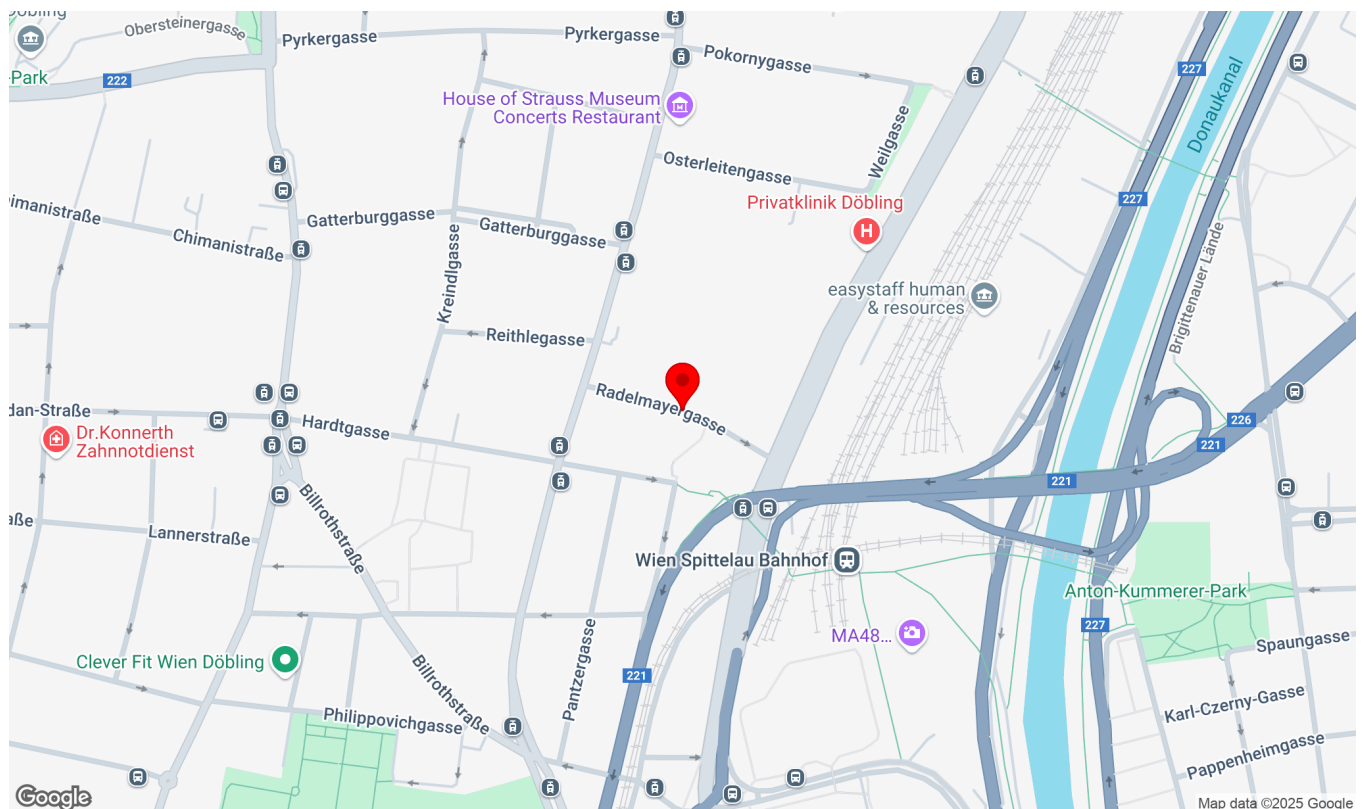 Döbling
Obersteinergasse
Pyrkergasse
Pyrkergasse
Pokornygasse
-Park
222
227
227
Donaukanal
House of Strauss Museum
Concerts Restaurant
Osterleitengasse
Weilgasse
Privatklinik Döbling
H
227
himanistraße
Chimanistraße
Gatterburggasse
Gatterburggasse
Kreindlgasse
easystaff human
& resources
Brigittenauer Lände
Reithlegasse
Radelmayergasse
dan-Straße
Hardtgasse
Dr.Konnerth
Zahnnotdienst
226
221
221
Billrothstraße
Lannerstraße
aße
Wien Spittelau Bahnhof
Anton-Kummerer-Park
MA48...
227
Spaungasse
Clever Fit Wien Döbling
Billrothstraße
Pantzergasse
221
Karl-Czerny-Gasse
Philippovichgasse
Pappenheimgasse
Google
Map data ©2025 Google